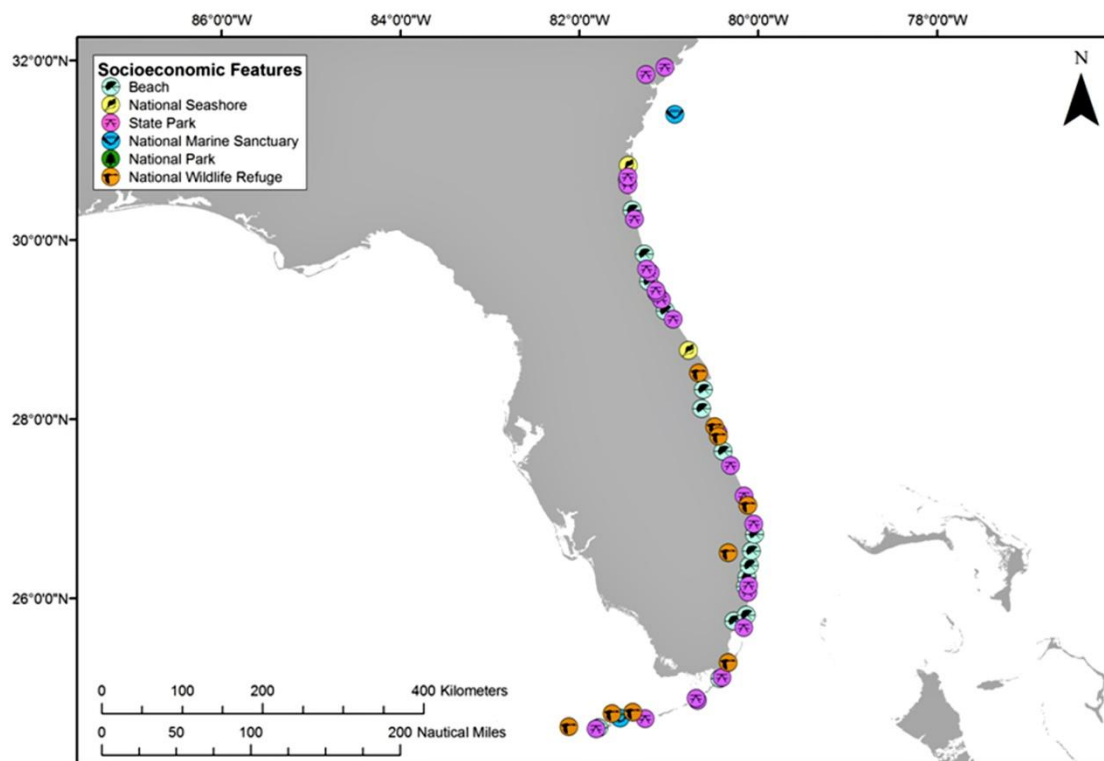 84°0'0"W 82°0'0"W 80°0'0"W 78°0'0"W
32°0'0"N
Socioeconomic Features
Beach
National Seashore
State Park
National Marine Sanctuary
National Park
National Wildlife Refuge
N
86°0'0"W
30°0'0"N
28°0'0"N
26°0'0"N
0 100 200 400 Kilometers
0 50 100 200 Nautical Miles